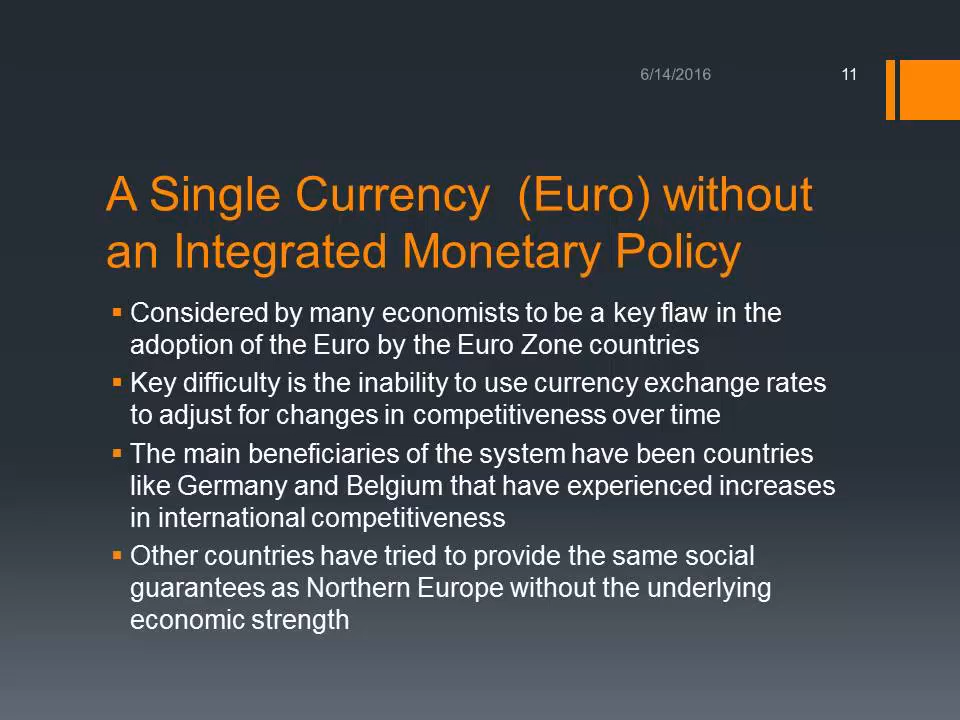 6/14/2016 11
A Single Currency (Euro) without
an Integrated Monetary Policy
▪ Considered by many economists to be a key flaw in the
adoption of the Euro by the Euro Zone countries
▪ Key difficulty is the inability to use currency exchange rates
to adjust for changes in competitiveness over time
▪ The main beneficiaries of the system have been countries
like Germany and Belgium that have experienced increases
in international competitiveness
▪ Other countries have tried to provide the same social
guarantees as Northern Europe without the underlying
economic strength